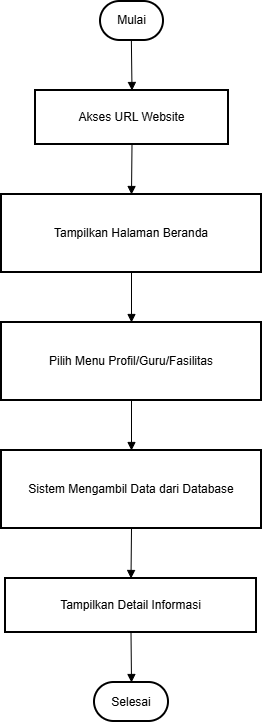 Mulai
Akses URL Website
Tampilkan Halaman Beranda
Pilih Menu Profil/Guru/Fasilitas
Sistem Mengambil Data dari Database
Tampilkan Detail Informasi
Selesai